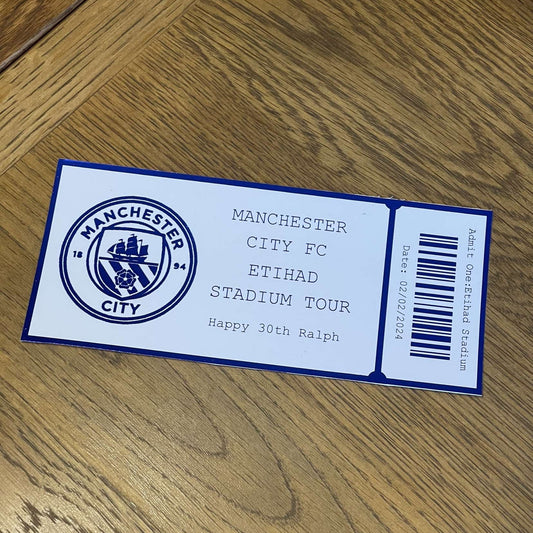 MANCHESTER
18 94
CITY
MANCHESTER
CITY FC
ETIHAD
STADIUM TOUR
Happy 30th Ralph
Admit One:Etihad Stadium
Date: 02/02/2024